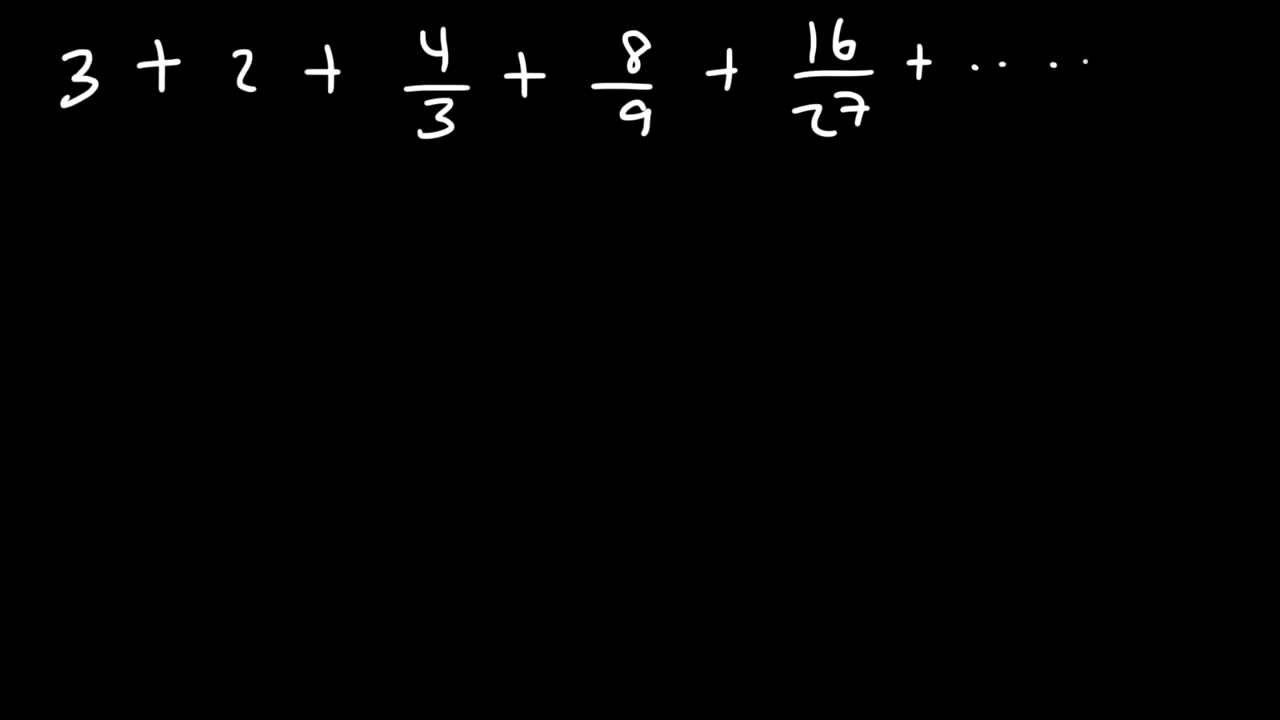 3 + 2 + 4/3 + 8/9 + 16/27 + ....